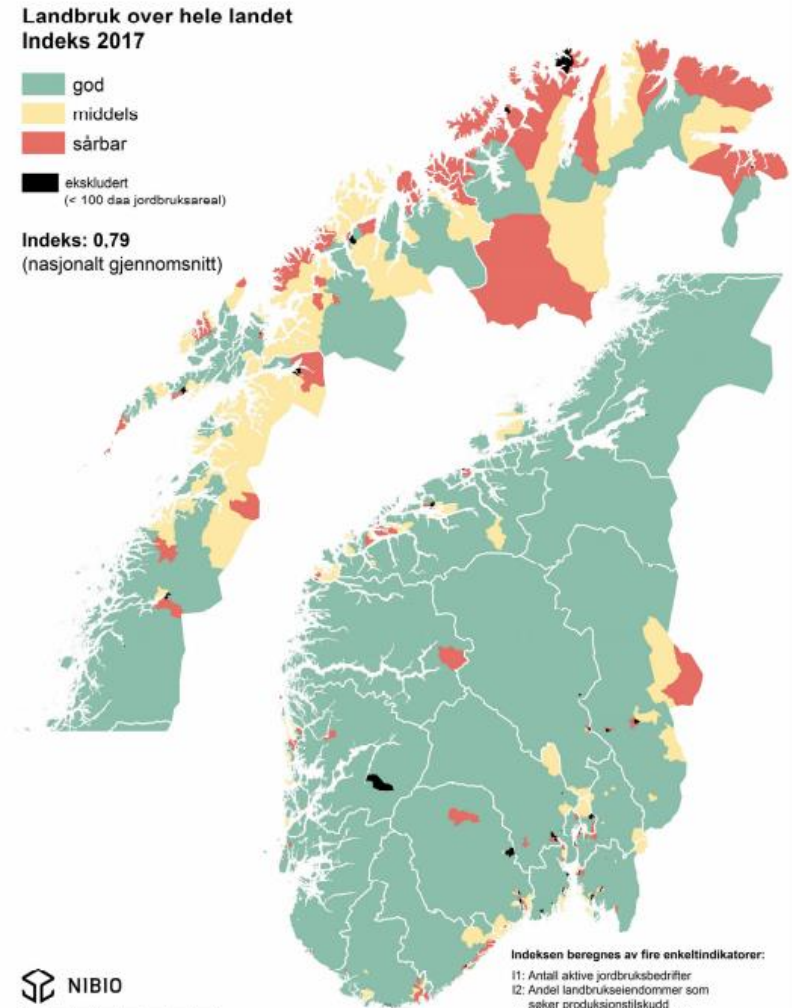 Landbruk over hele landet
Indeks 2017
god
middels
sårbar
ekskludert
(< 100 daa jordbruksareal)
Indeks: 0,79
(nasjonalt gjennomsnitt)
Indeksen beregnes av fire enkeltindikatorer:
I1: Antall aktive jordbruksbedrifter
I2: Andel landbrukseiendommer som
søker produksjonstilskudd
NIBIO